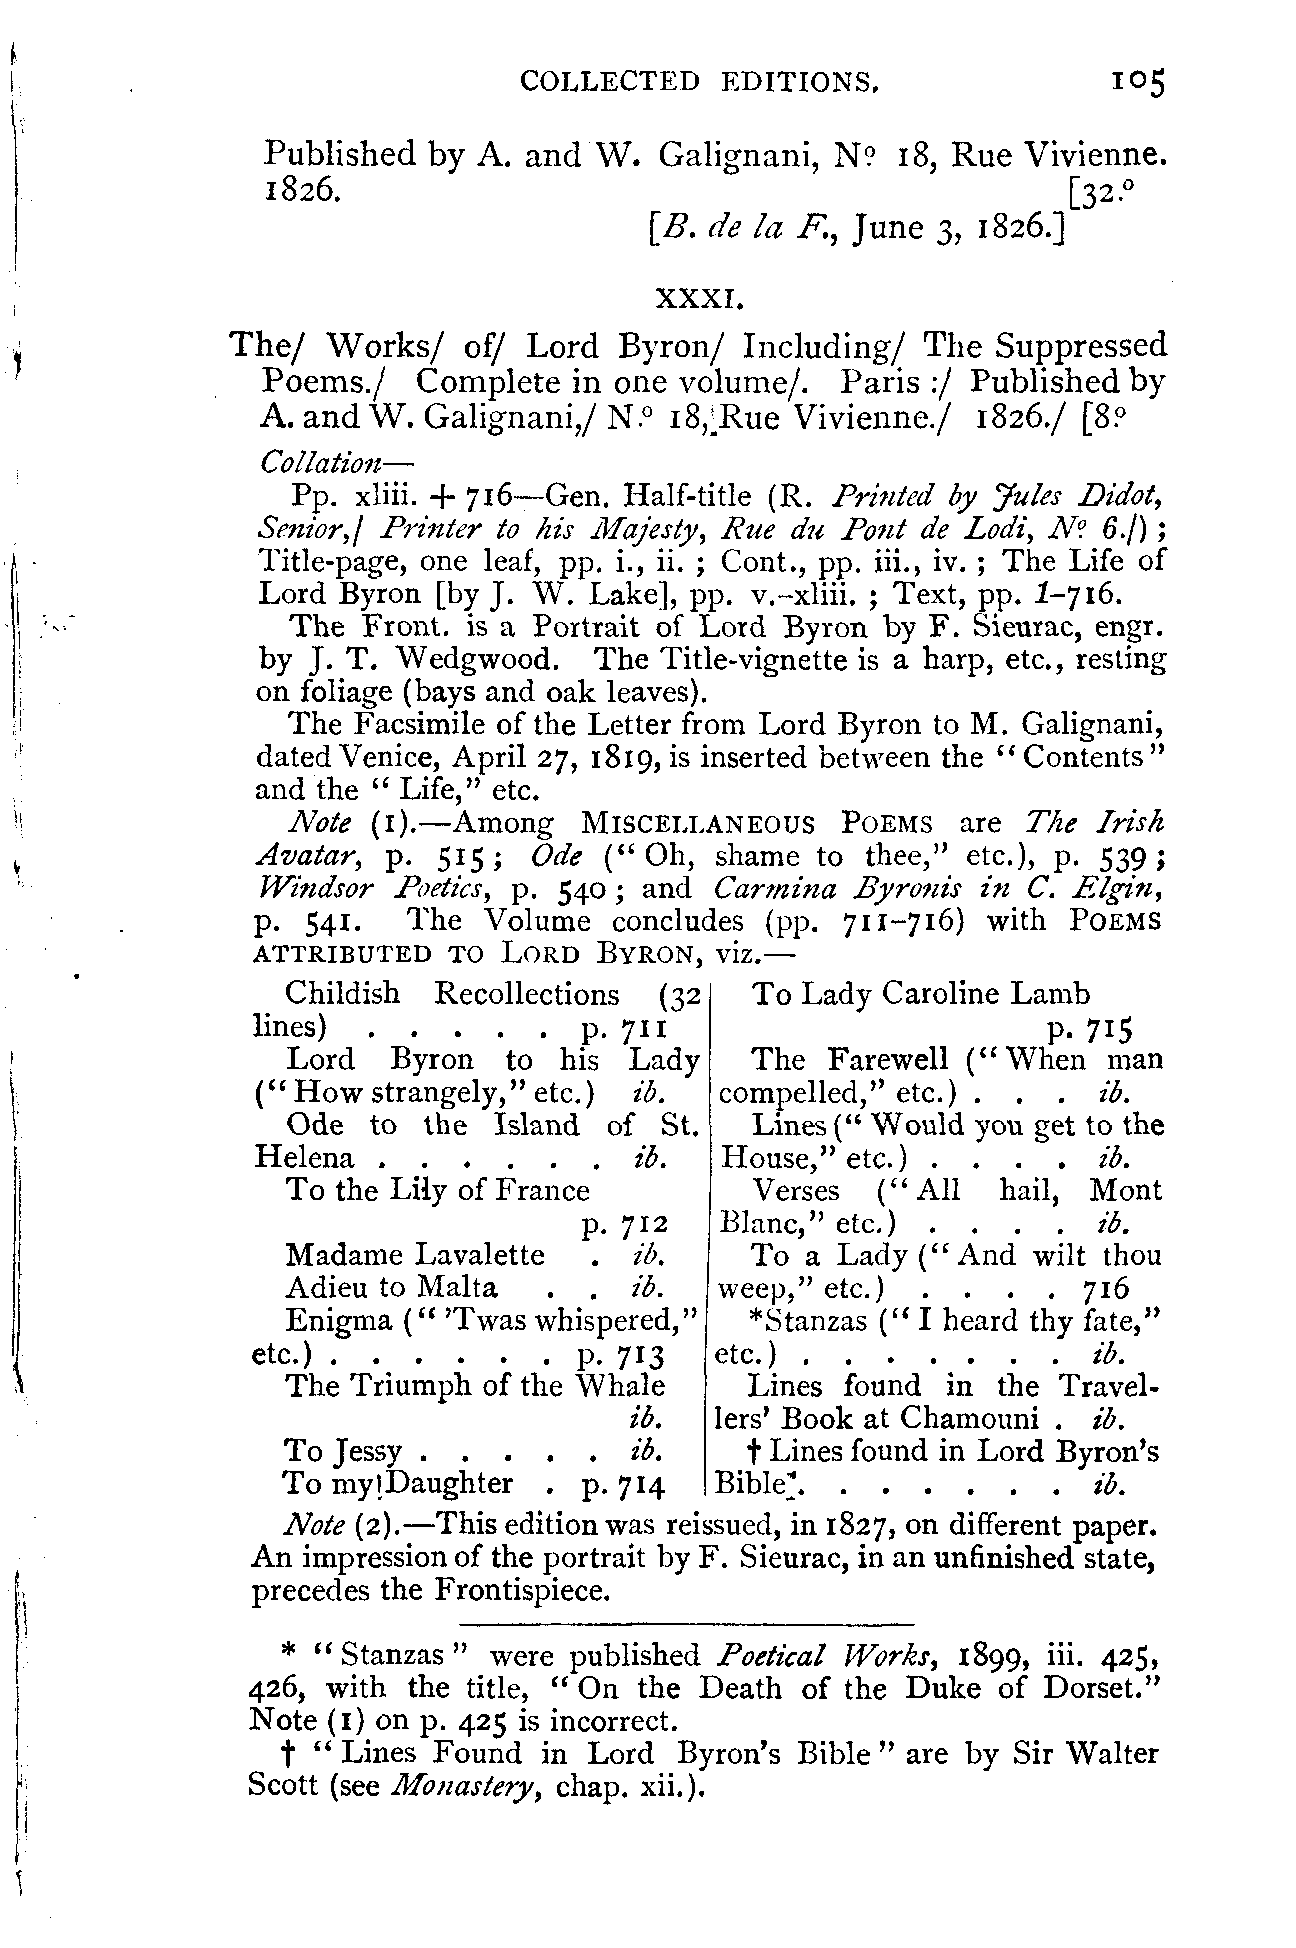 COLLECTED EDITIONS. 105
Published by A. and W. Galignani, Nº 18, Rue Vivienne.
1826. [32.º
[B. de la F., June 3, 1826.]
XXXI.
The/ Works/ of/ Lord Byron/ Including/ The Suppressed
Poems./ Complete in one volume/. Paris :/ Published by
A. and W. Galignani,/ N.º 18, Rue Vivienne./ 1826./ [8º
Collation—
Pp. xliii. + 716—Gen. Half-title (R. Printed by Jules Didot,
Senior,/ Printer to his Majesty, Rue du Pont de Lodi, Nº 6./) ;
Title-page, one leaf, pp. i., ii. ; Cont., pp. iii., iv. ; The Life of
Lord Byron [by J. W. Lake], pp. v.-xliii. ; Text, pp. 1-716.
The Front. is a Portrait of Lord Byron by F. Sieurac, engr.
by J. T. Wedgwood. The Title-vignette is a harp, etc., resting
on foliage (bays and oak leaves).
The Facsimile of the Letter from Lord Byron to M. Galignani,
dated Venice, April 27, 1819, is inserted between the “ Contents ”
and the “ Life,” etc.
Note (1).—Among MISCELLANEOUS POEMS are The Irish
Avatar, p. 515 ; Ode (“ Oh, shame to thee,” etc.), p. 539 ;
Windsor Poetics, p. 540 ; and Carmina Byronis in C. Elgin,
p. 541. The Volume concludes (pp. 711-716) with POEMS
ATTRIBUTED TO LORD BYRON, viz.—
Childish Recollections (32
lines) . . . . . p. 711
Lord Byron to his Lady
(“ How strangely,” etc.) ib.
Ode to the Island of St.
Helena . . . . . . ib.
To the Lily of France
p. 712
Madame Lavalette . ib.
Adieu to Malta . . ib.
Enigma (“ ’Twas whispered,”
etc.) . . . . . . p. 713
The Triumph of the Whale
ib.
To Jessy . . . . . ib.
To my Daughter . p. 714
To Lady Caroline Lamb
p. 715
The Farewell (“ When man
compelled,” etc.) . . . ib.
Lines (“ Would you get to the
House,” etc.) . . . . ib.
Verses (“ All hail, Mont
Blanc,” etc.) . . . . ib.
To a Lady (“ And wilt thou
weep,” etc.) . . . . 716
*Stanzas (“ I heard thy fate,”
etc.) . . . . . . . ib.
Lines found in the Travel-
lers’ Book at Chamouni . ib.
† Lines found in Lord Byron’s
Bible . . . . . . . ib.
Note (2).—This edition was reissued, in 1827, on different paper.
An impression of the portrait by F. Sieurac, in an unfinished state,
precedes the Frontispiece.
* “ Stanzas ” were published Poetical Works, 1899, iii. 425,
426, with the title, “ On the Death of the Duke of Dorset.”
Note (1) on p. 425 is incorrect.
† “ Lines Found in Lord Byron’s Bible ” are by Sir Walter
Scott (see Monastery, chap. xii.).